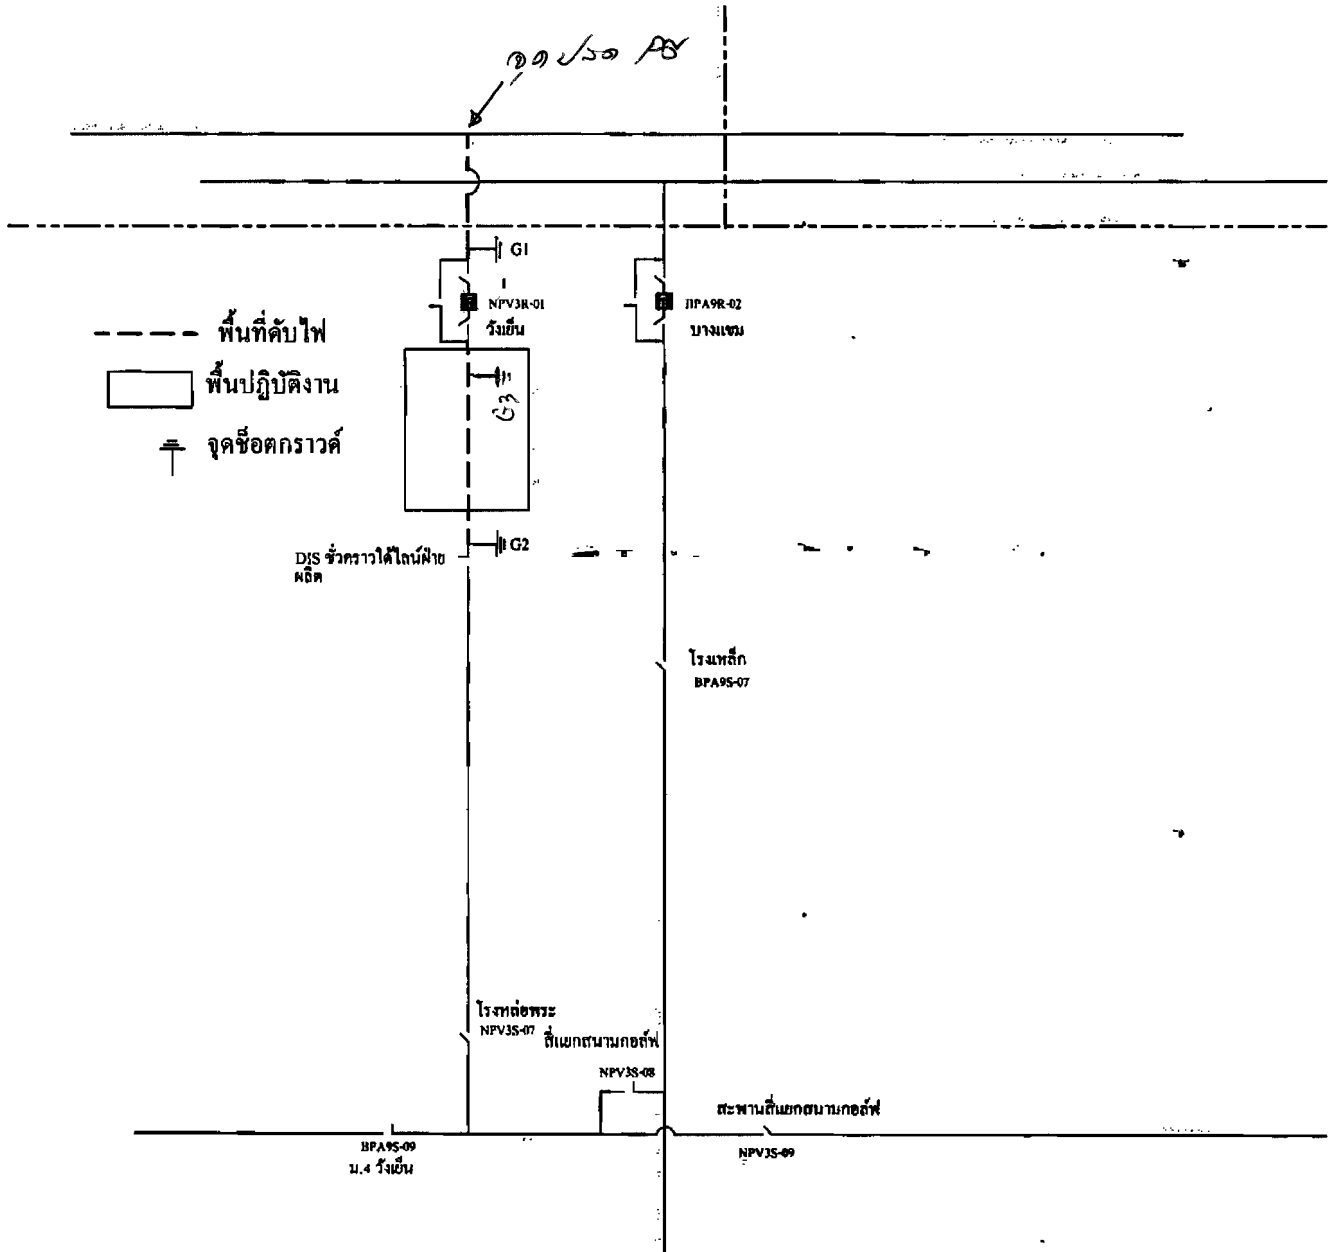 จุดปลด PG
G1
NPV3R-01
วังเย็น
BPA9R-02
บางแขม
พื้นที่ดับไฟ
พื้นปฎิบัติงาน
จุดช็อตกราวด์
G3
G2
DIS ชั่วคราวใต้ไลน์ฝ่าย
ผลิต
โรงเหล็ก
BPA9S-07
โรงหล่อพระ
NPV3S-07
สี่แยกสนามกอล์ฟ
NPV3S-08
สะพานสี่แยกสนามกอล์ฟ
BPA9S-09
ม.4 วังเย็น
NPV3S-09